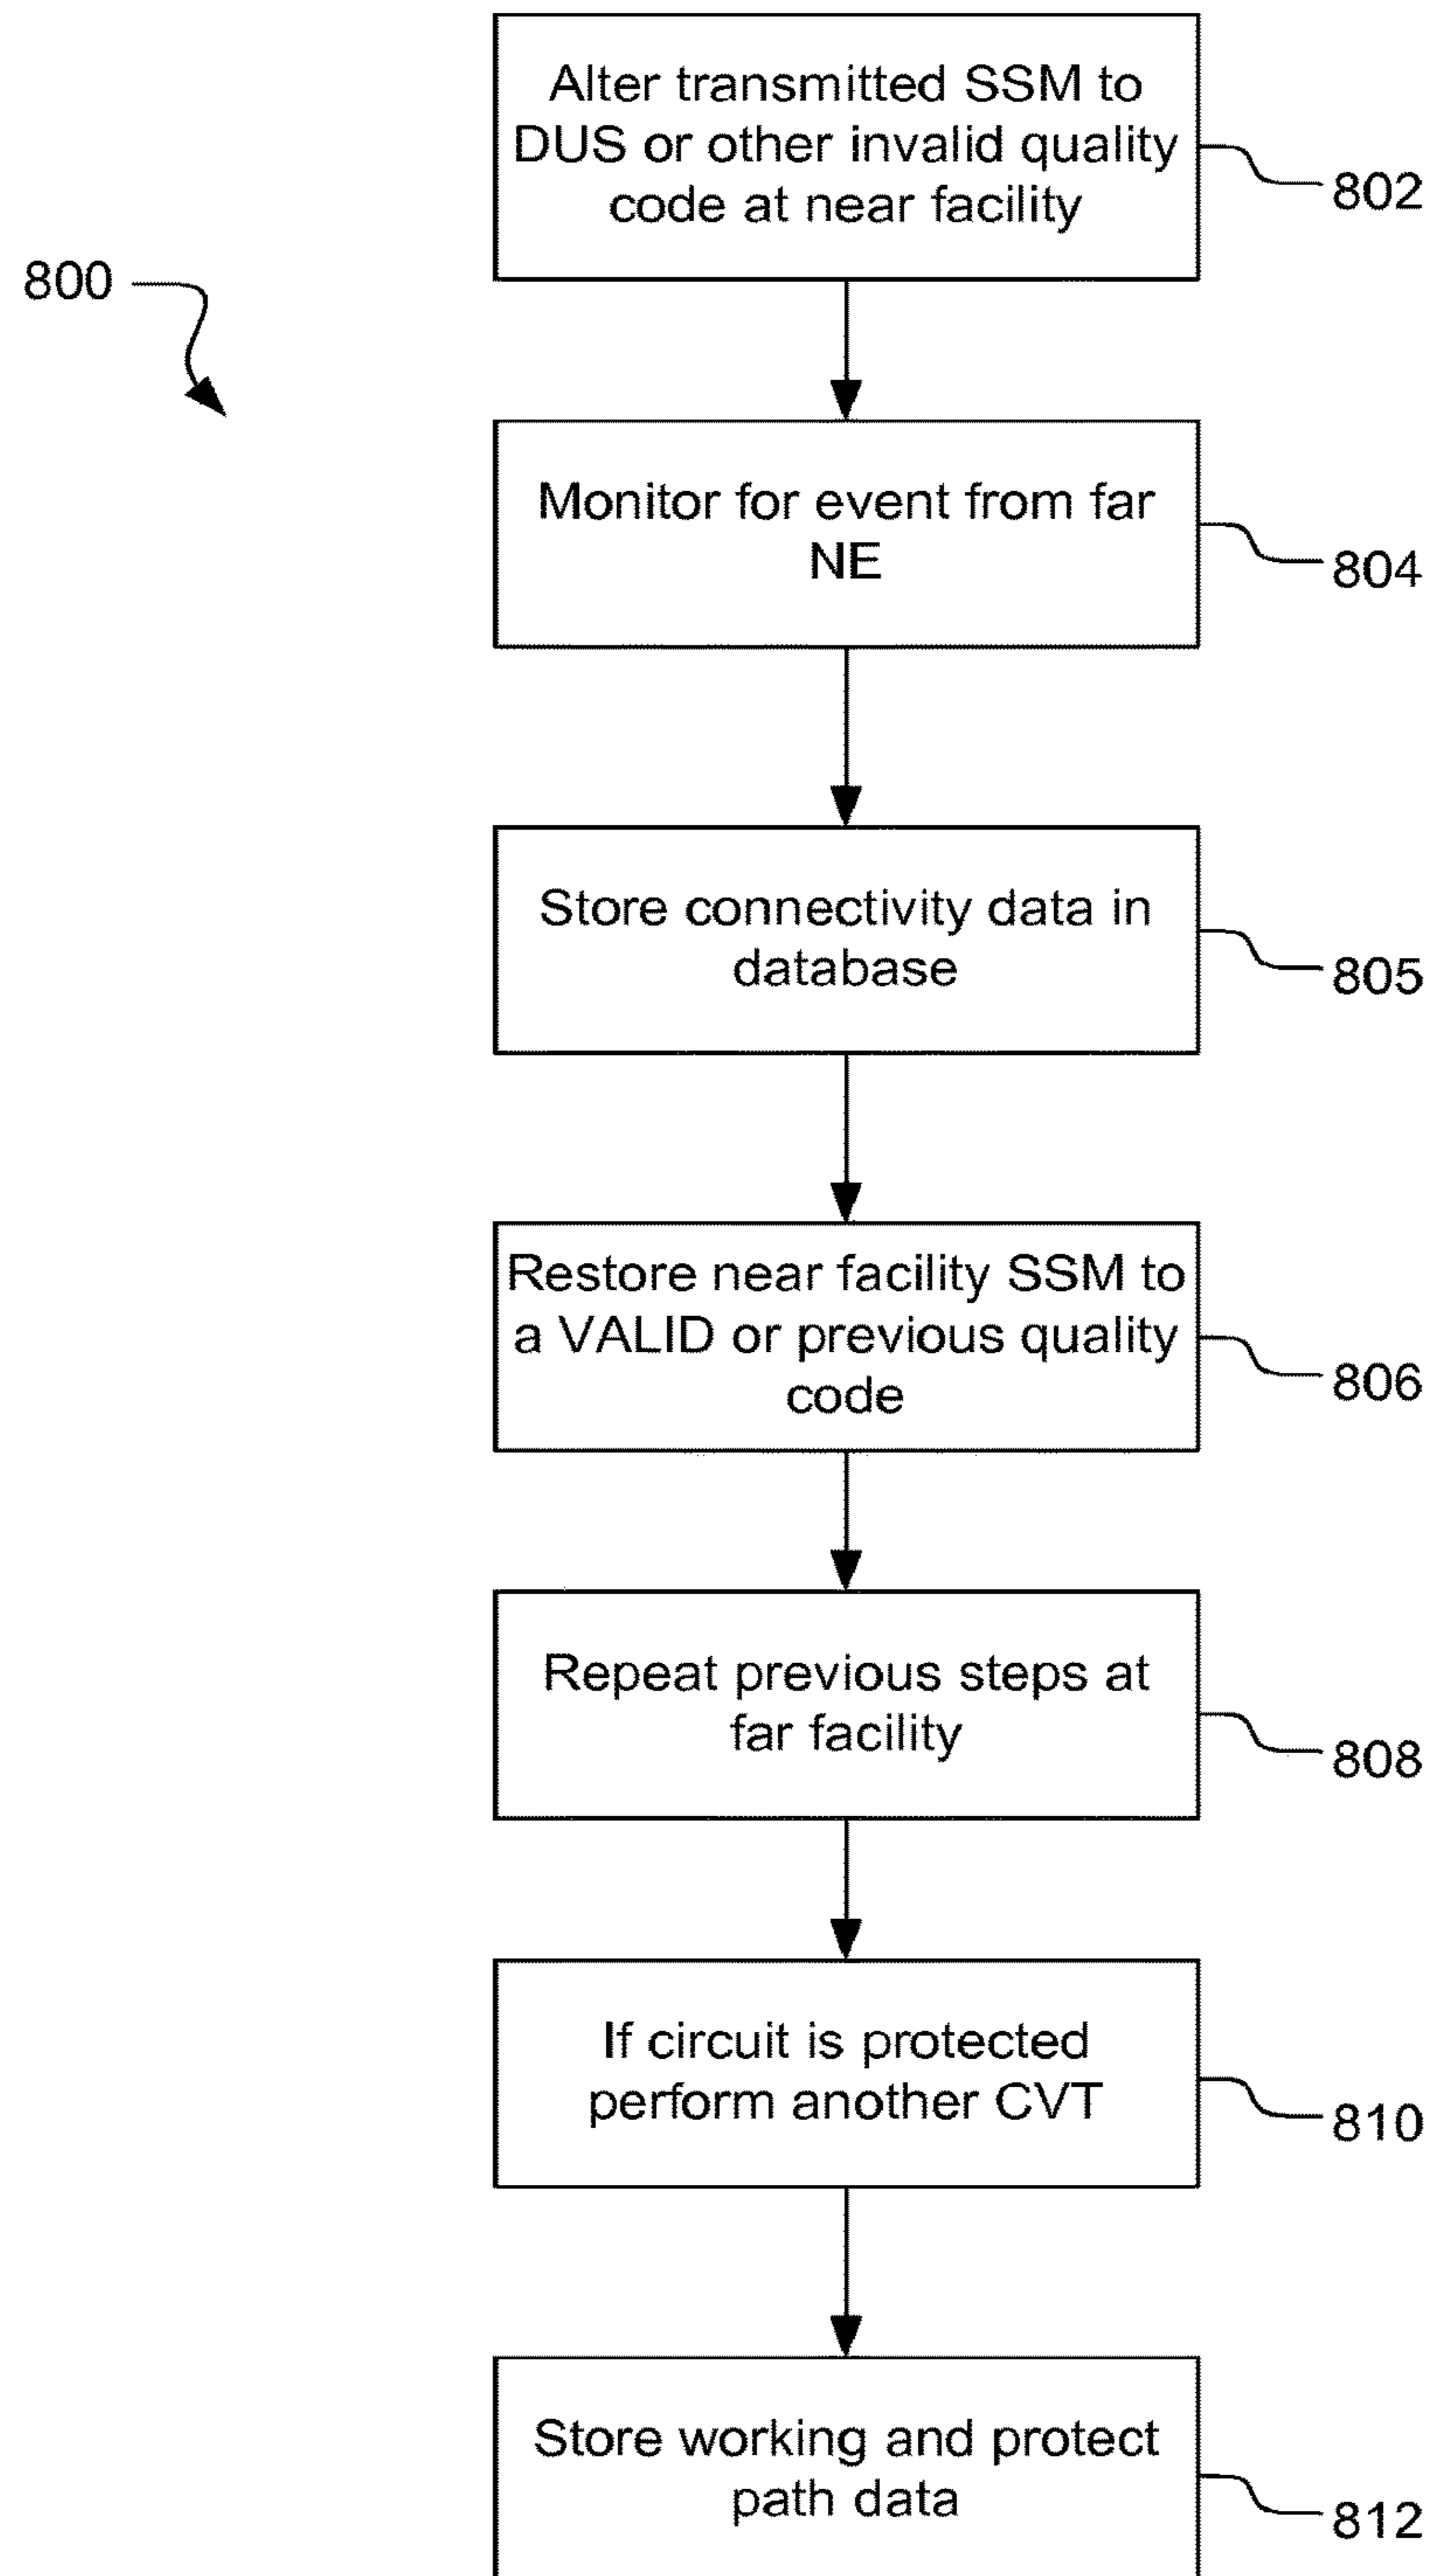 Alter transmitted SSM to
DUS or other invalid quality
code at near facility
802
800
Monitor for event from far
NE
804
Store connectivity data in
database
805
Restore near facility SSM to
a VALID or previous quality
code
806
Repeat previous steps at
far facility
808
If circuit is protected
perform another CVT
810
Store working and protect
path data
812